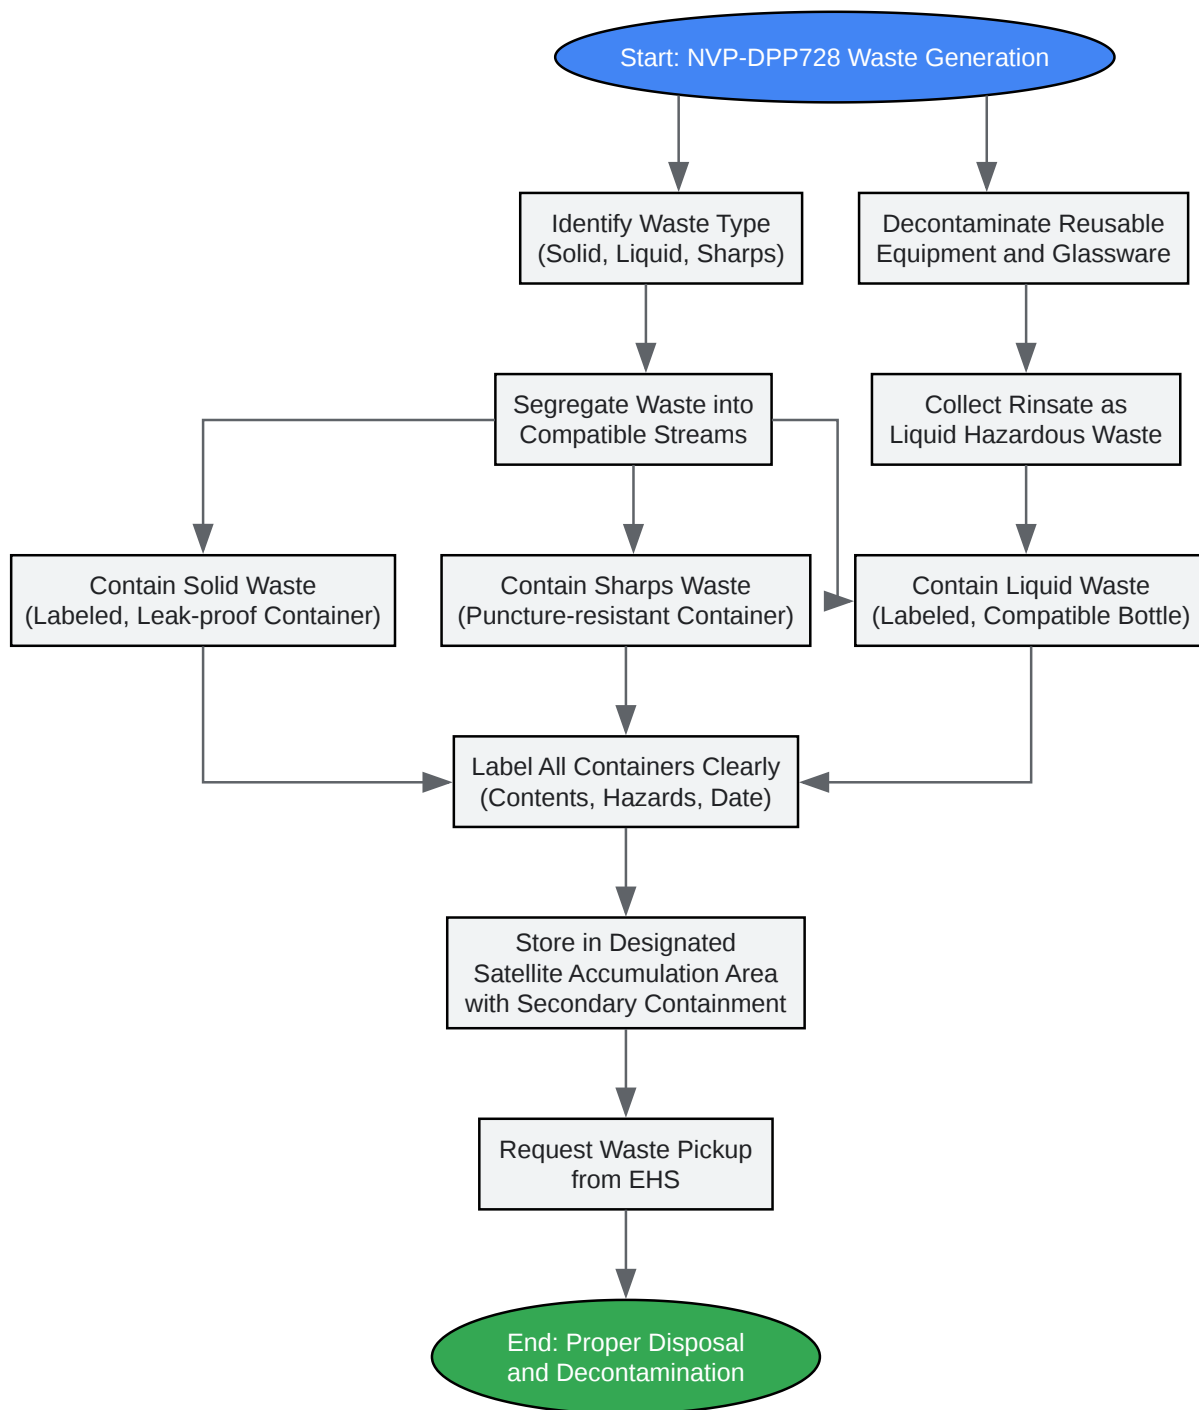 Start: NVP-DPP728 Waste Generation
Identify Waste Type
(Solid, Liquid, Sharps)
Decontaminate Reusable
Equipment and Glassware
Segregate Waste into
Compatible Streams
Collect Rinsate as
Liquid Hazardous Waste
Contain Solid Waste
(Labeled, Leak-proof Container)
Contain Sharps Waste
(Puncture-resistant Container)
Contain Liquid Waste
(Labeled, Compatible Bottle)
Label All Containers Clearly
(Contents, Hazards, Date)
Store in Designated
Satellite Accumulation Area
with Secondary Containment
Request Waste Pickup
from EHS
End: Proper Disposal
and Decontamination